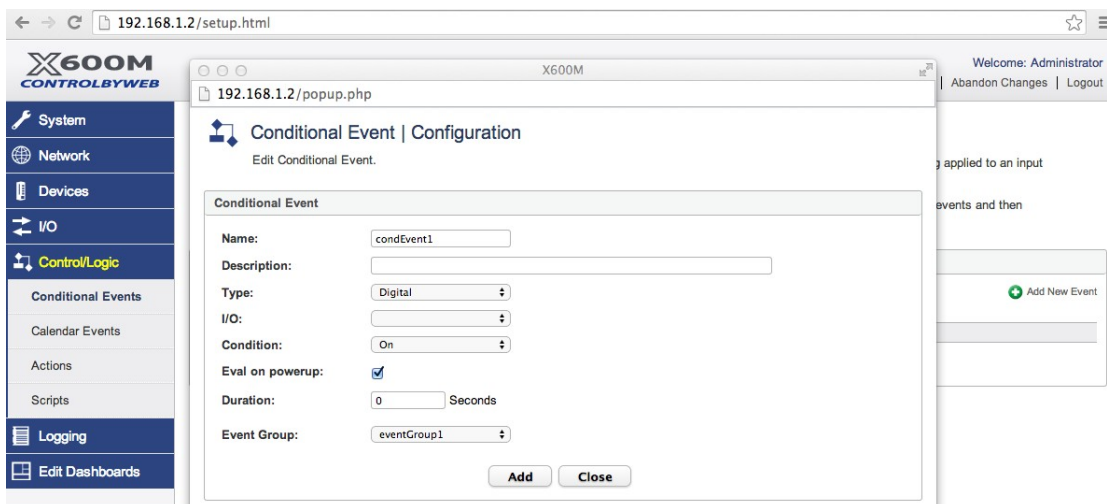 192.168.1.2/setup.html
X600M
CONTROLBYWEB
Welcome: Administrator
| Abandon Changes | Logout
System
Network
Devices
I/O
Control/Logic
Conditional Events
Calendar Events
Actions
Scripts
Logging
Edit Dashboards
X600M
192.168.1.2/popup.php
Conditional Event | Configuration
Edit Conditional Event.
Conditional Event
Name: condEvent1
Description:
Type: Digital
I/O:
Condition: On
Eval on powerup:
Duration: 0 Seconds
Event Group: eventGroup1
Add Close
g applied to an input
events and then
Add New Event